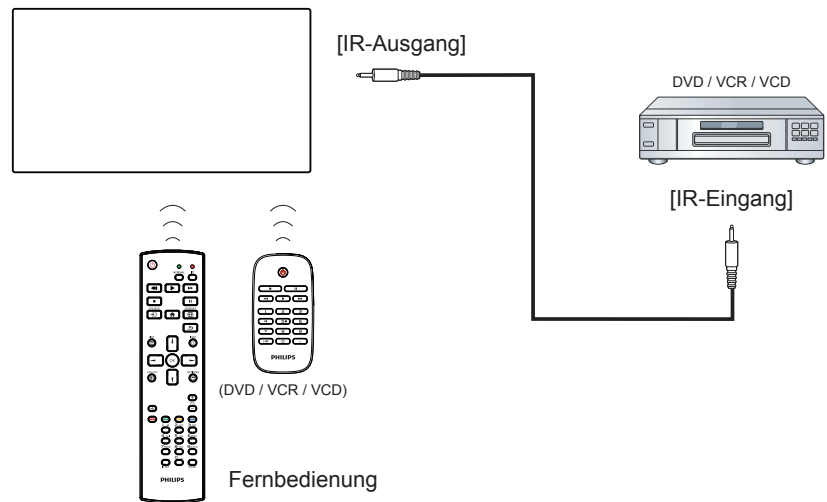 [IR-Ausgang]
DVD / VCR / VCD
[IR-Eingang]
PHILIPS
(DVD / VCR / VCD)
PHILIPS
Fernbedienung